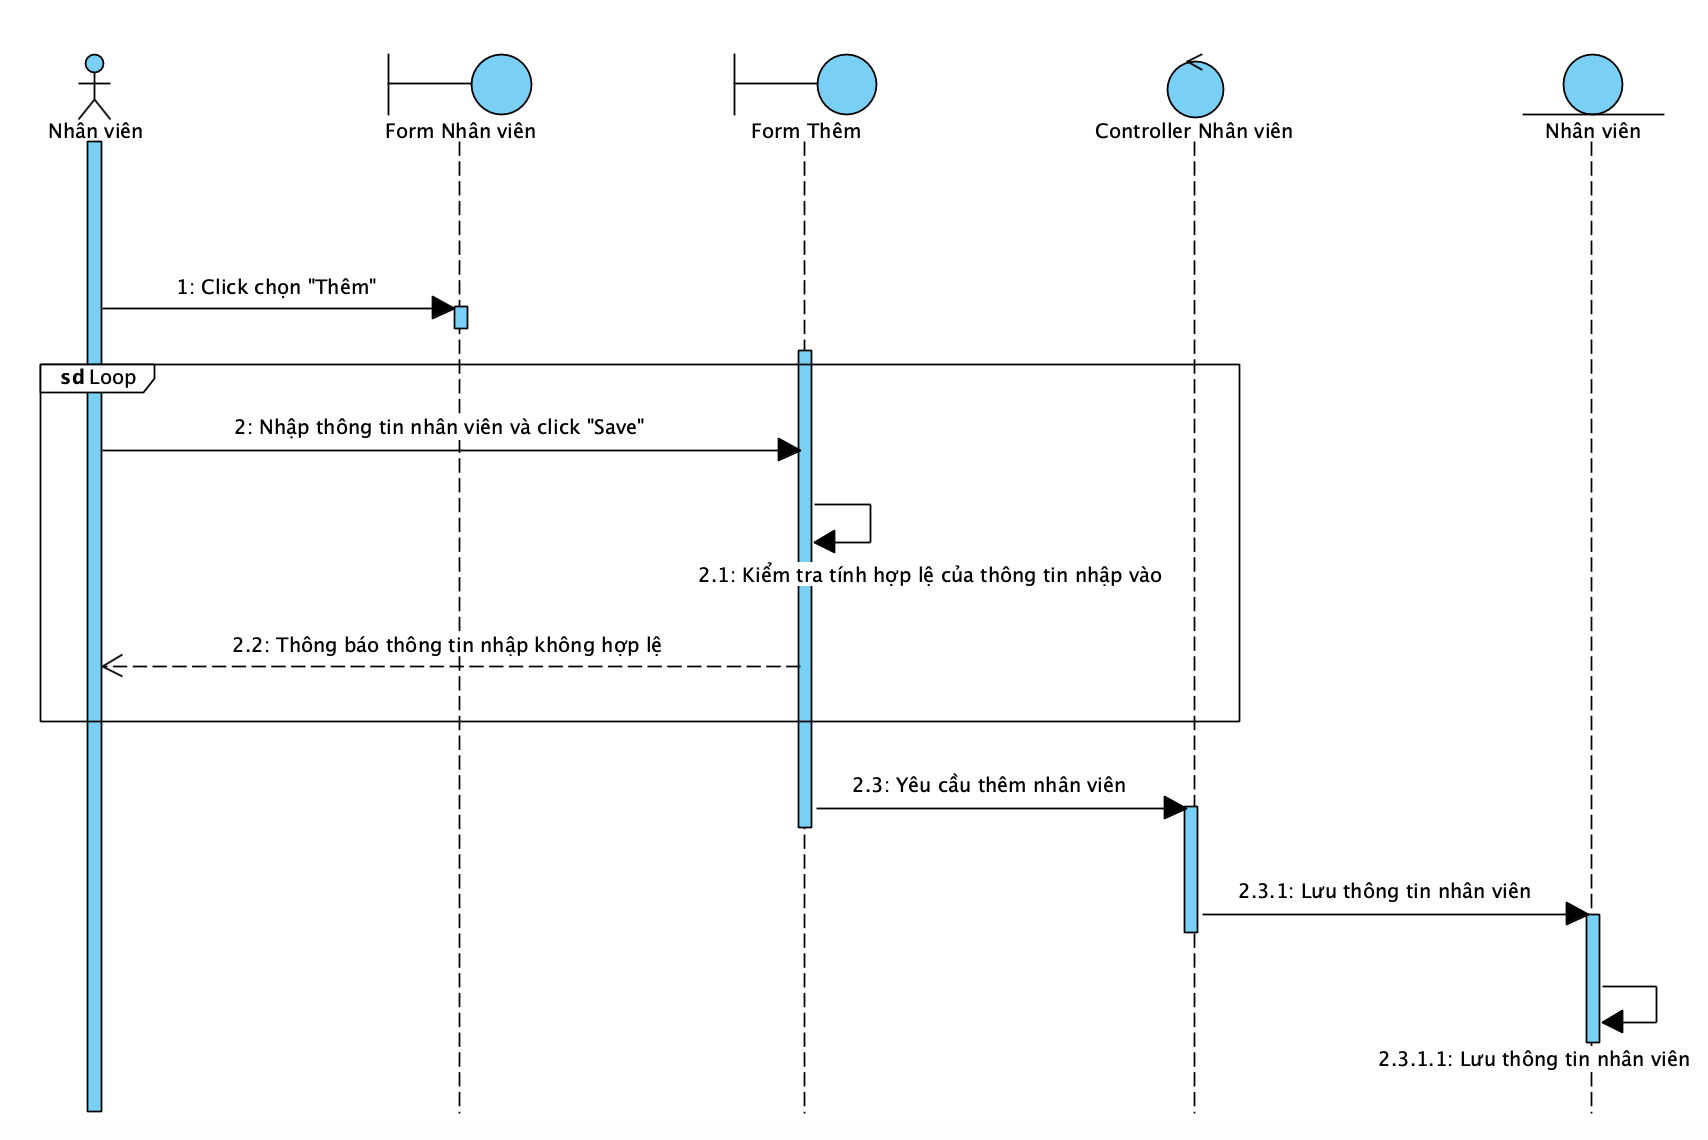 Nhân viên
Form Nhân viên
Form Thêm
Controller Nhân viên
Nhân viên
1: Click chọn "Thêm"
sd Loop
2: Nhập thông tin nhân viên và click "Save"
2.1: Kiểm tra tính hợp lệ của thông tin nhập vào
2.2: Thông báo thông tin nhập không hợp lệ
2.3: Yêu cầu thêm nhân viên
2.3.1: Lưu thông tin nhân viên
2.3.1.1: Lưu thông tin nhân viên